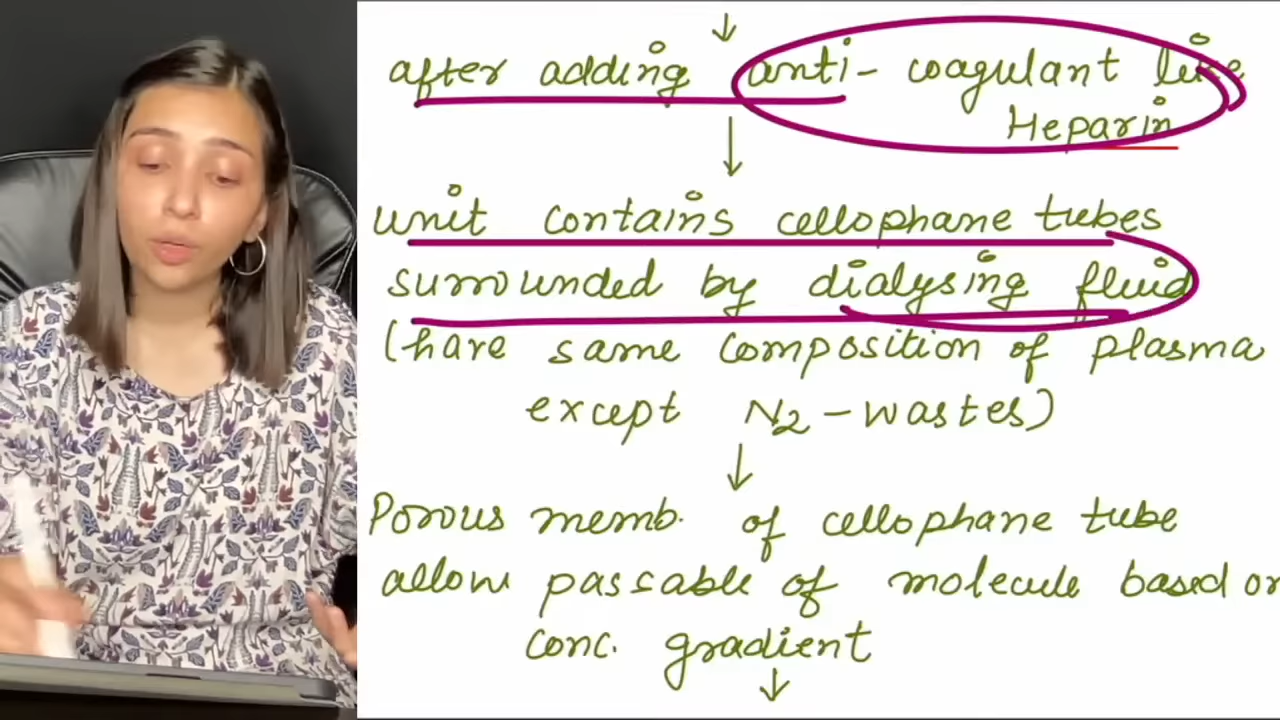 ↓
after adding anti- coagulant like
Heparin
↓
unit contains cellophane tubes
surrounded by dialysing fluid
(have same composition of plasma
except N2 - wastes)
↓
Porous memb. of cellophane tube
allow passable of molecule based on
conc. gradient
↓